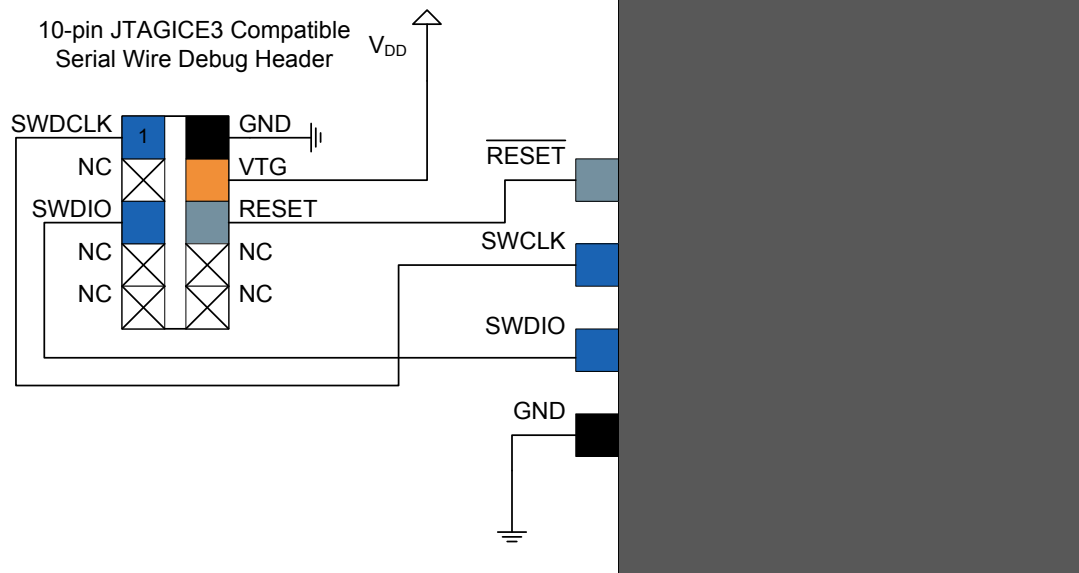 10-pin JTAGICE3 Compatible
Serial Wire Debug Header
VDD
SWDCLK
1
GND
NC
VTG
SWDIO
RESET
NC
NC
NC
NC
RESET
SWCLK
SWDIO
GND